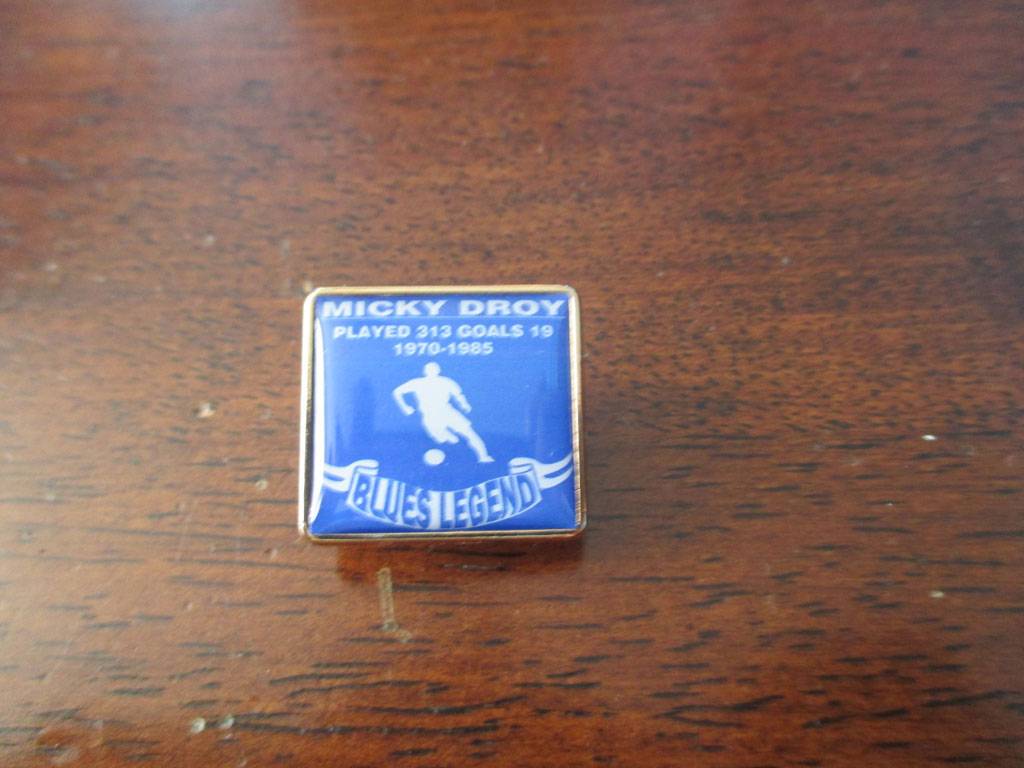 MICKY DROY
PLAYED 313 GOALS 19
1970-1985
BLUES LEGEND